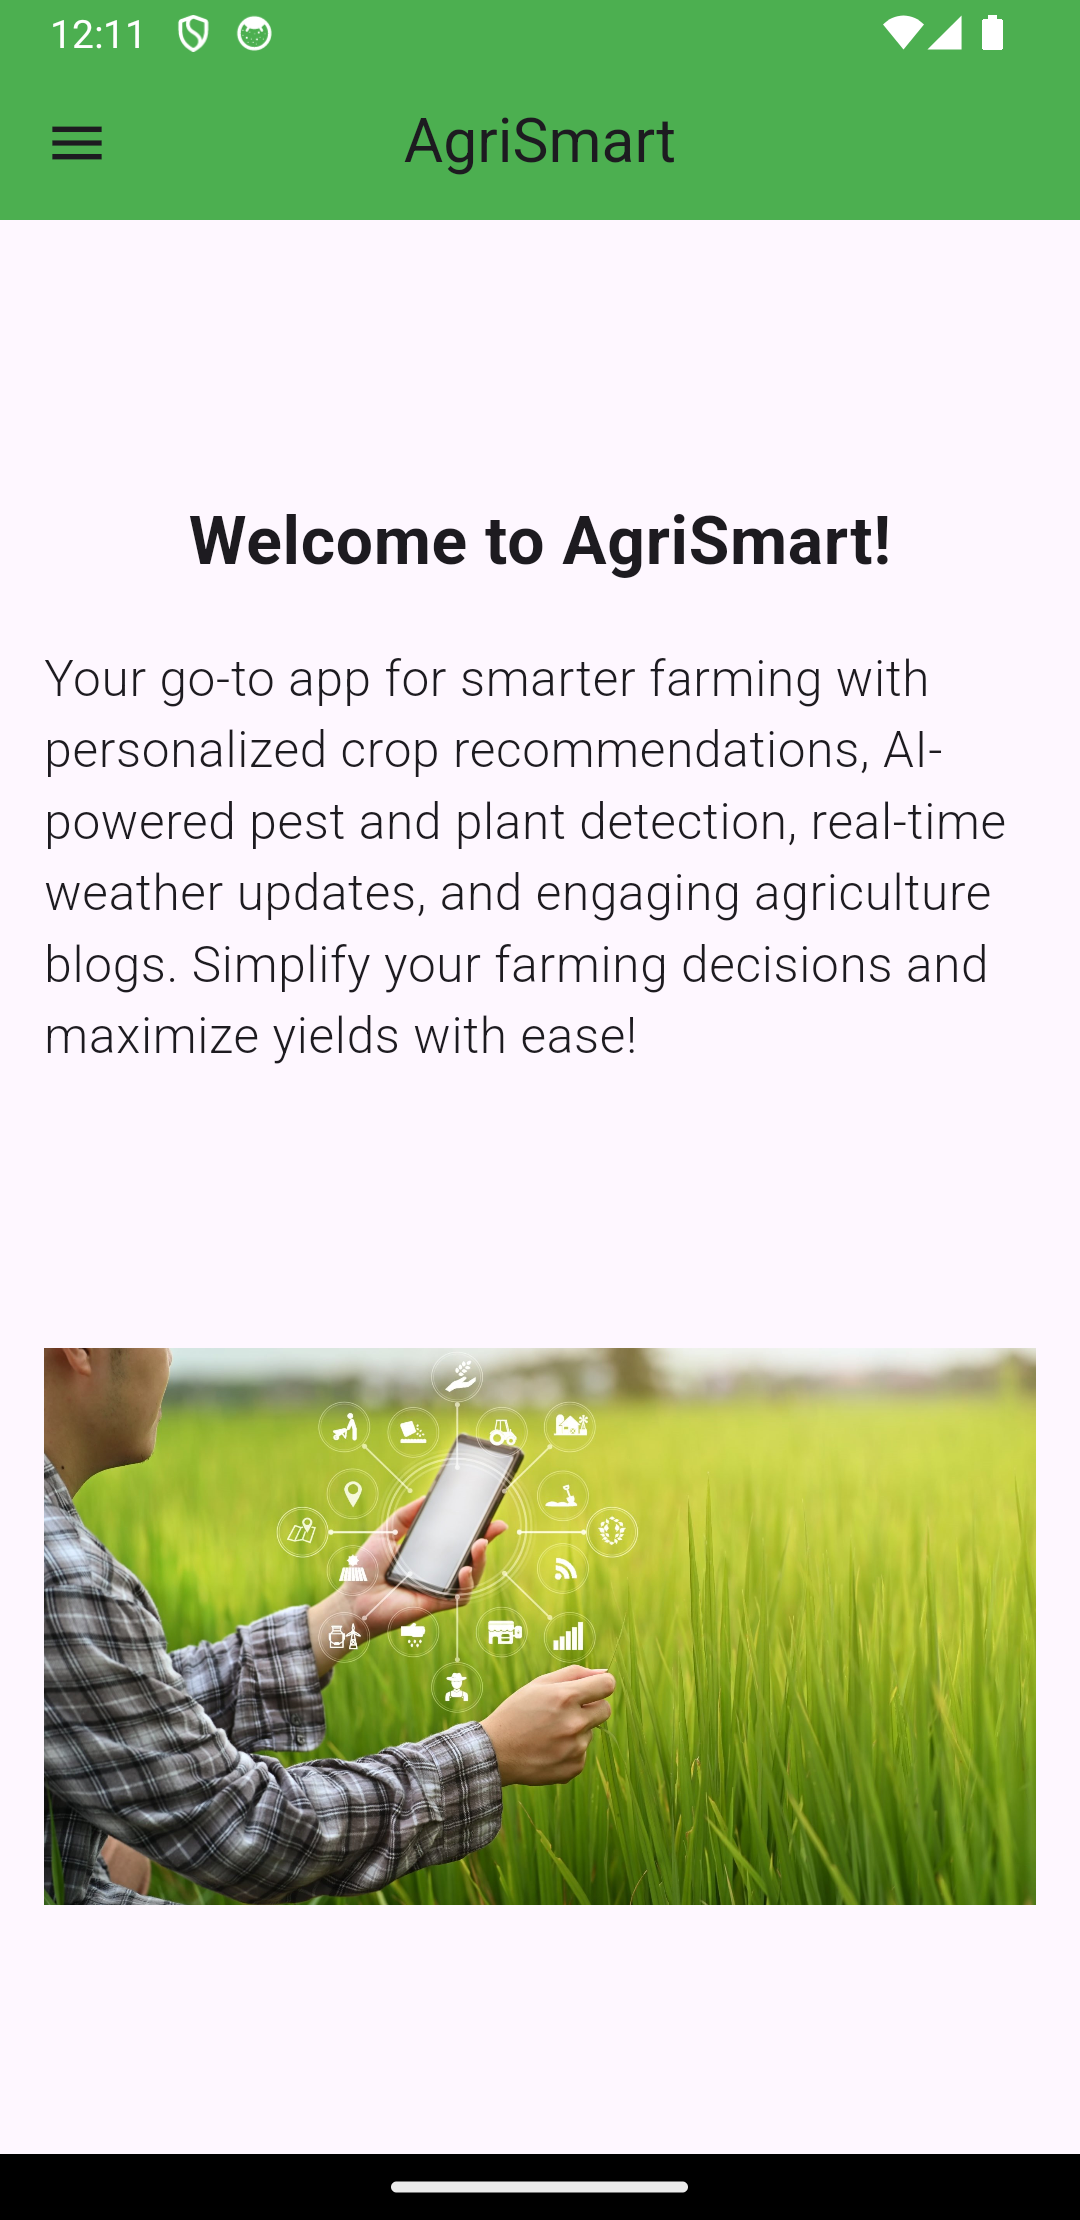 12:11
AgriSmart
Welcome to AgriSmart!
Your go-to app for smarter farming with
personalized crop recommendations, AI-
powered pest and plant detection, real-time
weather updates, and engaging agriculture
blogs. Simplify your farming decisions and
maximize yields with ease!